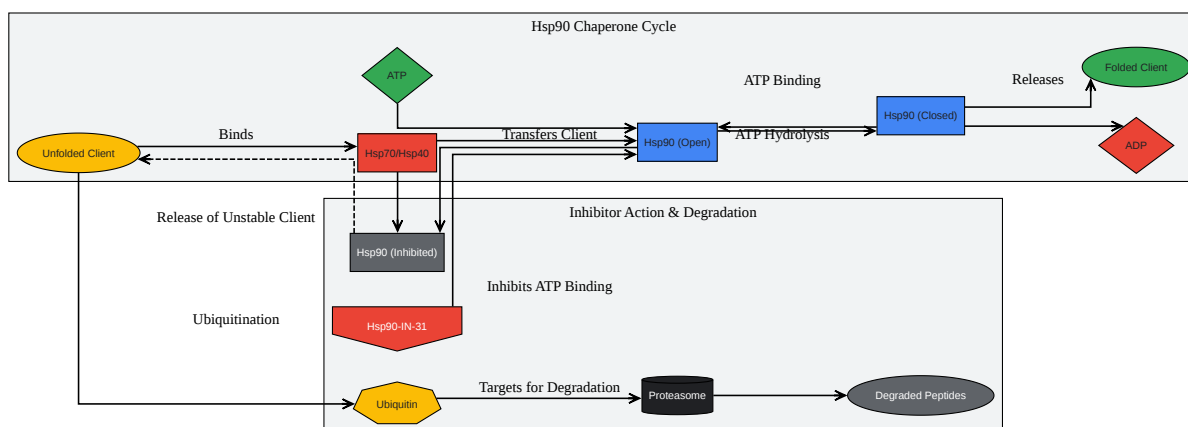 Hsp90 Chaperone Cycle
ATP
ATP Binding
Releases
Folded Client
Binds
Transfers Client
ATP Hydrolysis
Hsp90 (Closed)
Unfolded Client
Hsp70/Hsp40
Hsp90 (Open)
ADP
Release of Unstable Client
Inhibitor Action & Degradation
Hsp90 (Inhibited)
Inhibits ATP Binding
Ubiquitination
Hsp90-IN-31
Targets for Degradation
Ubiquitin
Proteasome
Degraded Peptides